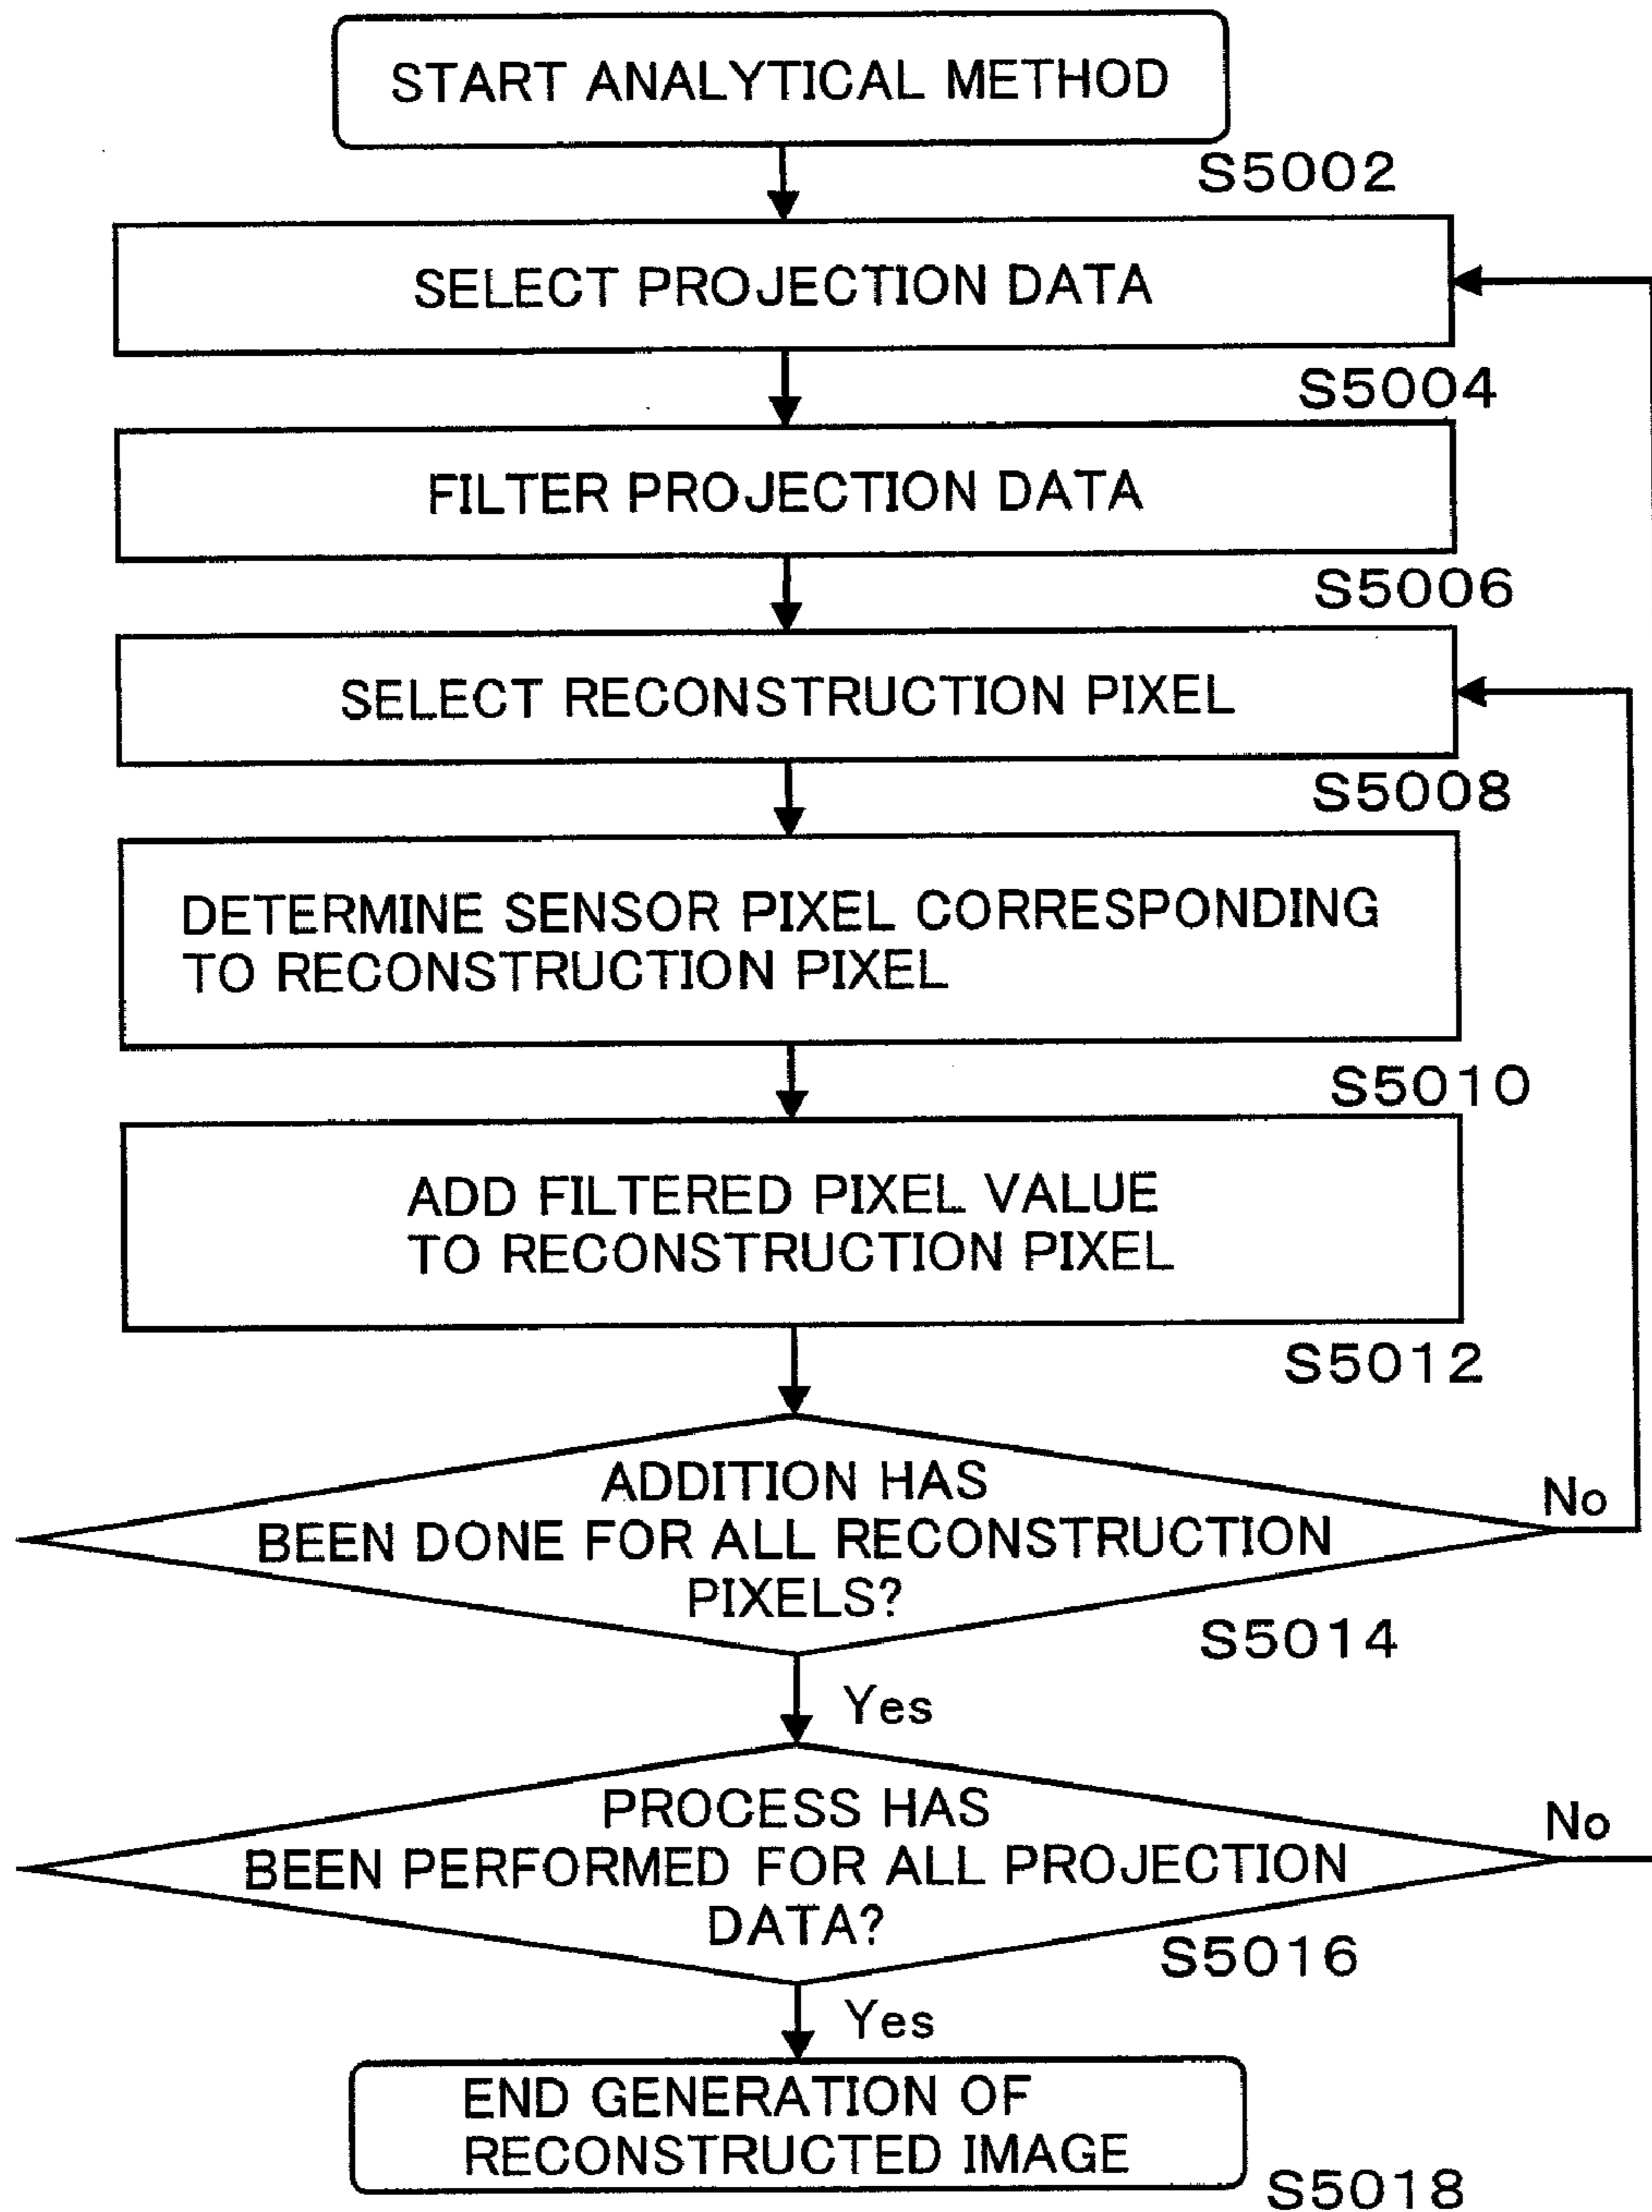 START ANALYTICAL METHOD
S5002
SELECT PROJECTION DATA
S5004
FILTER PROJECTION DATA
S5006
SELECT RECONSTRUCTION PIXEL
S5008
DETERMINE SENSOR PIXEL CORRESPONDING
TO RECONSTRUCTION PIXEL
S5010
ADD FILTERED PIXEL VALUE
TO RECONSTRUCTION PIXEL
S5012
ADDITION HAS
BEEN DONE FOR ALL RECONSTRUCTION
PIXELS?
No
S5014
Yes
PROCESS HAS
BEEN PERFORMED FOR ALL PROJECTION
DATA?
No
S5016
Yes
END GENERATION OF
RECONSTRUCTED IMAGE
S5018